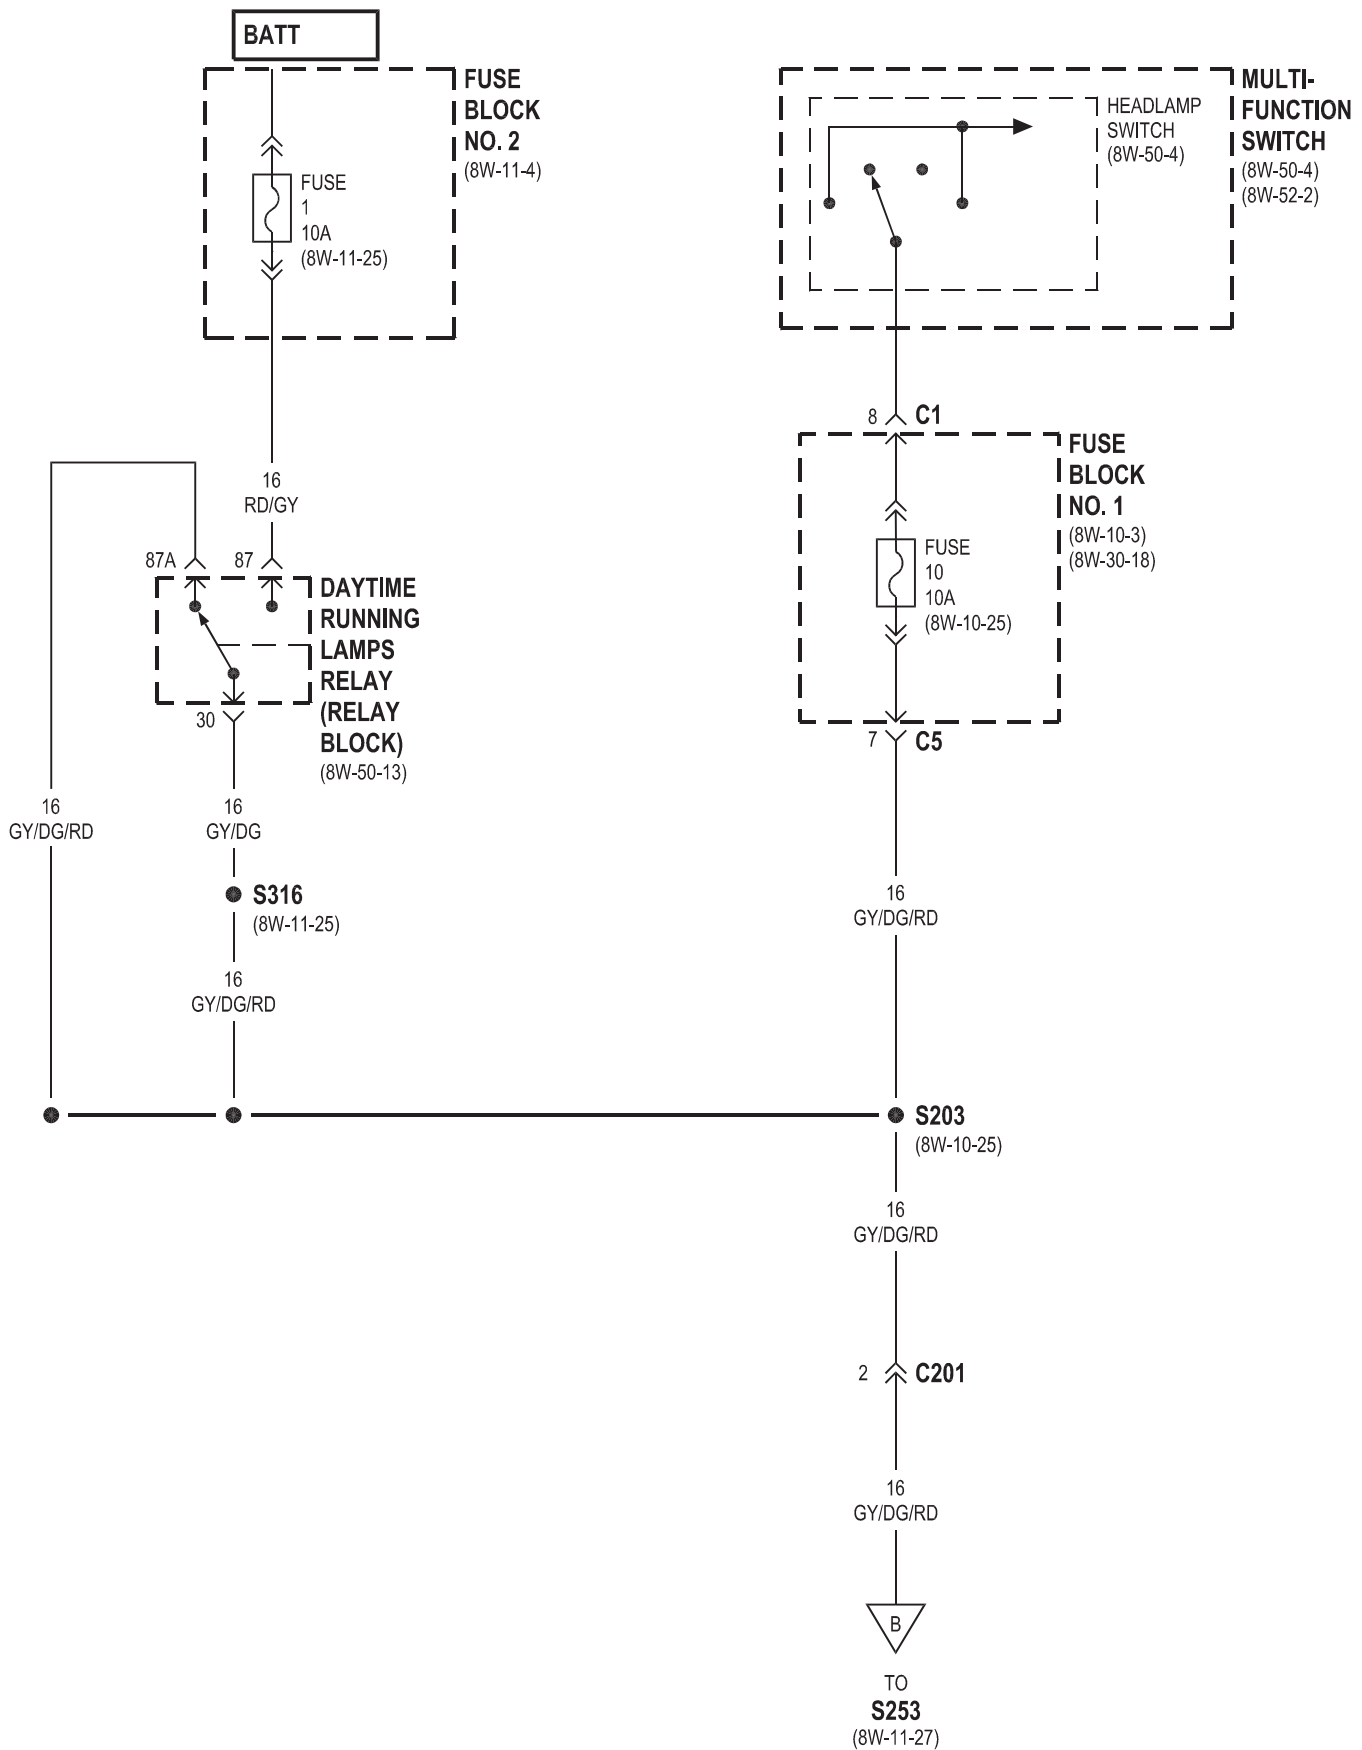 BATT
FUSE
BLOCK
NO. 2
(8W-11-4)
FUSE
1
10A
(8W-11-25)
MULTI-
FUNCTION
SWITCH
(8W-50-4)
(8W-52-2)
HEADLAMP
SWITCH
(8W-50-4)
8 C1
FUSE
BLOCK
NO. 1
(8W-10-3)
(8W-30-18)
FUSE
10
10A
(8W-10-25)
7 C5
16
RD/GY
87A 87
DAYTIME
RUNNING
LAMPS
RELAY
(RELAY
BLOCK)
(8W-50-13)
30
16
GY/DG/RD
16
GY/DG
S316
(8W-11-25)
16
GY/DG/RD
16
GY/DG/RD
S203
(8W-10-25)
16
GY/DG/RD
2 C201
16
GY/DG/RD
B
TO
S253
(8W-11-27)